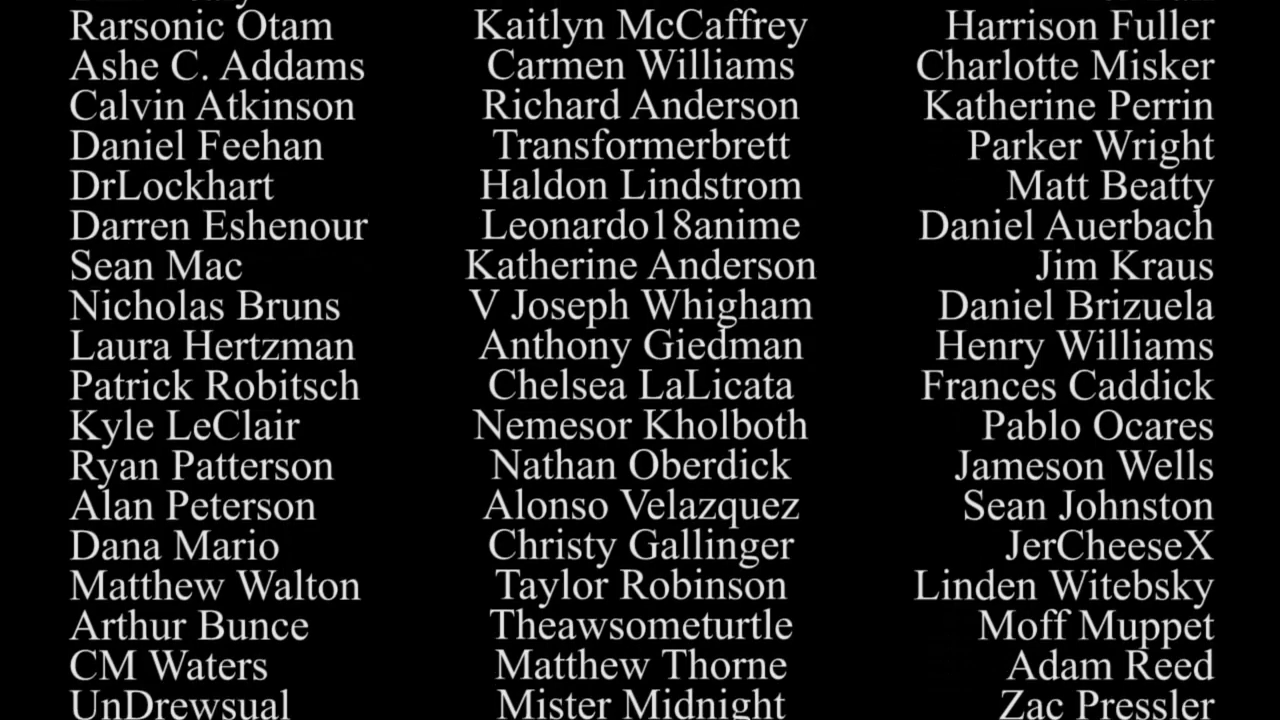 Rarsonic Otam
Kaitlyn McCaffrey
Harrison Fuller
Ashe C. Addams
Carmen Williams
Charlotte Misker
Calvin Atkinson
Richard Anderson
Katherine Perrin
Daniel Feehan
Transformerbrett
Parker Wright
DrLockhart
Haldon Lindstrom
Matt Beatty
Darren Eshenour
Leonardo18anime
Daniel Auerbach
Sean Mac
Katherine Anderson
Jim Kraus
Nicholas Bruns
V Joseph Whigham
Daniel Brizuela
Laura Hertzman
Anthony Giedman
Henry Williams
Patrick Robitsch
Chelsea LaLicata
Frances Caddick
Kyle LeClair
Nemesor Kholboth
Pablo Ocares
Ryan Patterson
Nathan Oberdick
Jameson Wells
Alan Peterson
Alonso Velazquez
Sean Johnston
Dana Mario
Christy Gallinger
JerCheeseX
Matthew Walton
Taylor Robinson
Linden Witebsky
Arthur Bunce
Theawsometurtle
Moff Muppet
CM Waters
Matthew Thorne
Adam Reed
UnDrewsual
Mister Midnight
Zac Pressler